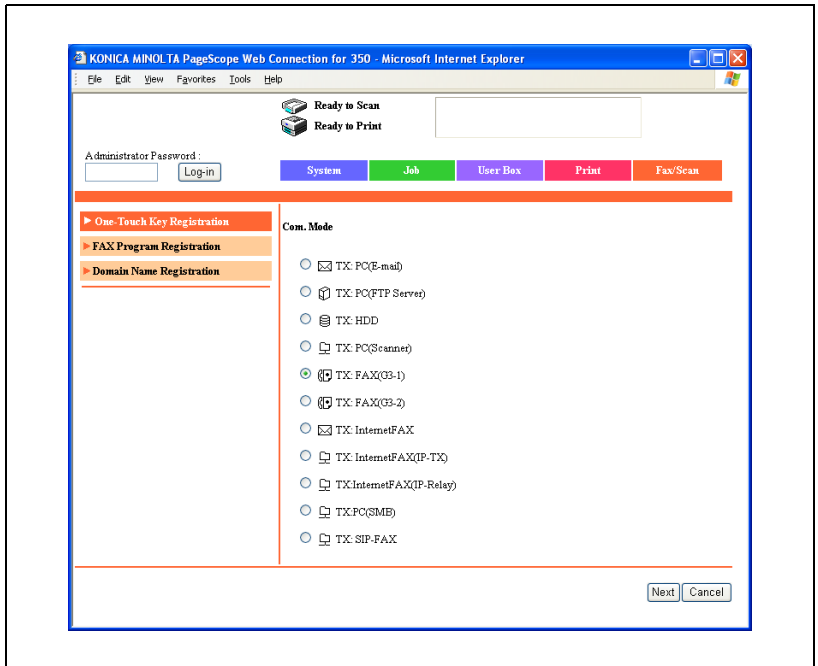 KONICA MINOLTA PageScope Web Connection for 350 - Microsoft Internet Explorer
File Edit View Favorites Tools Help
Ready to Scan
Ready to Print
Administrator Password :
Log-in
System Job User Box Print Fax/Scan
One-Touch Key Registration
FAX Program Registration
Domain Name Registration
Com. Mode
TX: PC(E-mail)
TX: PC(FTP Server)
TX: HDD
TX: PC(Scanner)
TX: FAX(G3-1)
TX: FAX(G3-2)
TX: InternetFAX
TX: InternetFAX(IP-TX)
TX:InternetFAX(IP-Relay)
TX:PC(SMB)
TX: SIP-FAX
Next Cancel